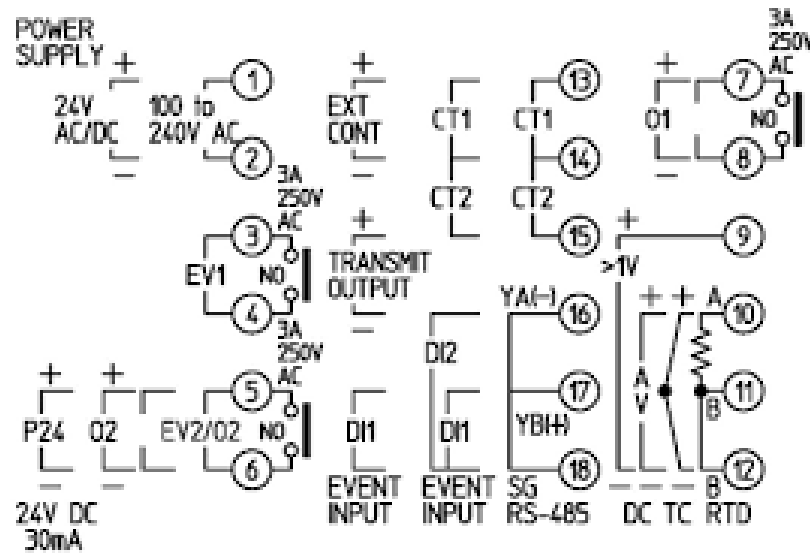 POWER
SUPPLY
+
24V
AC/DC
100 to
240V AC
−
1
2
EXT
CONT
+
−
CT1
CT2
CT1
CT2
13
14
15
+
O1
−
3A
250V
AC
NO
7
8
3A
250V
AC
EV1
NO
3
4
+
TRANSMIT
OUTPUT
−
+
>1V
9
3A
250V
AC
+
P24
−
24V DC
30mA
+
O2
−
EV2/O2
NO
5
6
DI1
EVENT
INPUT
DI2
DI1
EVENT
INPUT
YA(-)
16
17
YB(+)
18
SG
RS-485
+
+
A
10
A
V
B
11
−
−
−
B
12
DC TC RTD